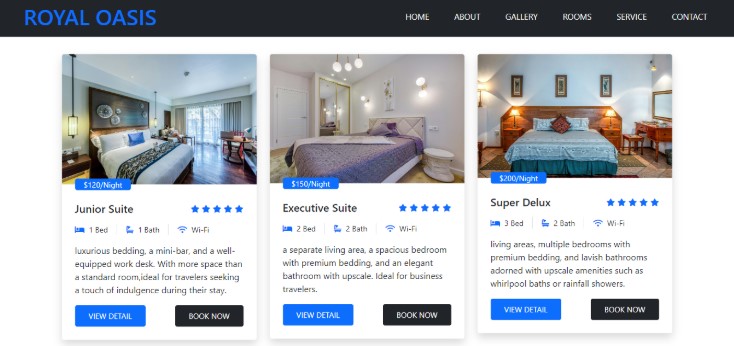 ROYAL OASIS
HOME ABOUT GALLERY ROOMS SERVICE CONTACT
$120/Night
Junior Suite
1 Bed 1 Bath Wi-Fi
luxurious bedding, a mini-bar, and a well-
equipped work desk. With more space than
a standard room,ideal for travelers seeking
a touch of indulgence during their stay.
VIEW DETAIL BOOK NOW
$150/Night
Executive Suite
2 Bed 2 Bath Wi-Fi
a separate living area, a spacious bedroom
with premium bedding, and an elegant
bathroom with upscale. Ideal for business
travelers.
VIEW DETAIL BOOK NOW
$200/Night
Super Delux
3 Bed 2 Bath Wi-Fi
living areas, multiple bedrooms with
premium bedding, and lavish bathrooms
adorned with upscale amenities such as
whirlpool baths or rainfall showers.
VIEW DETAIL BOOK NOW